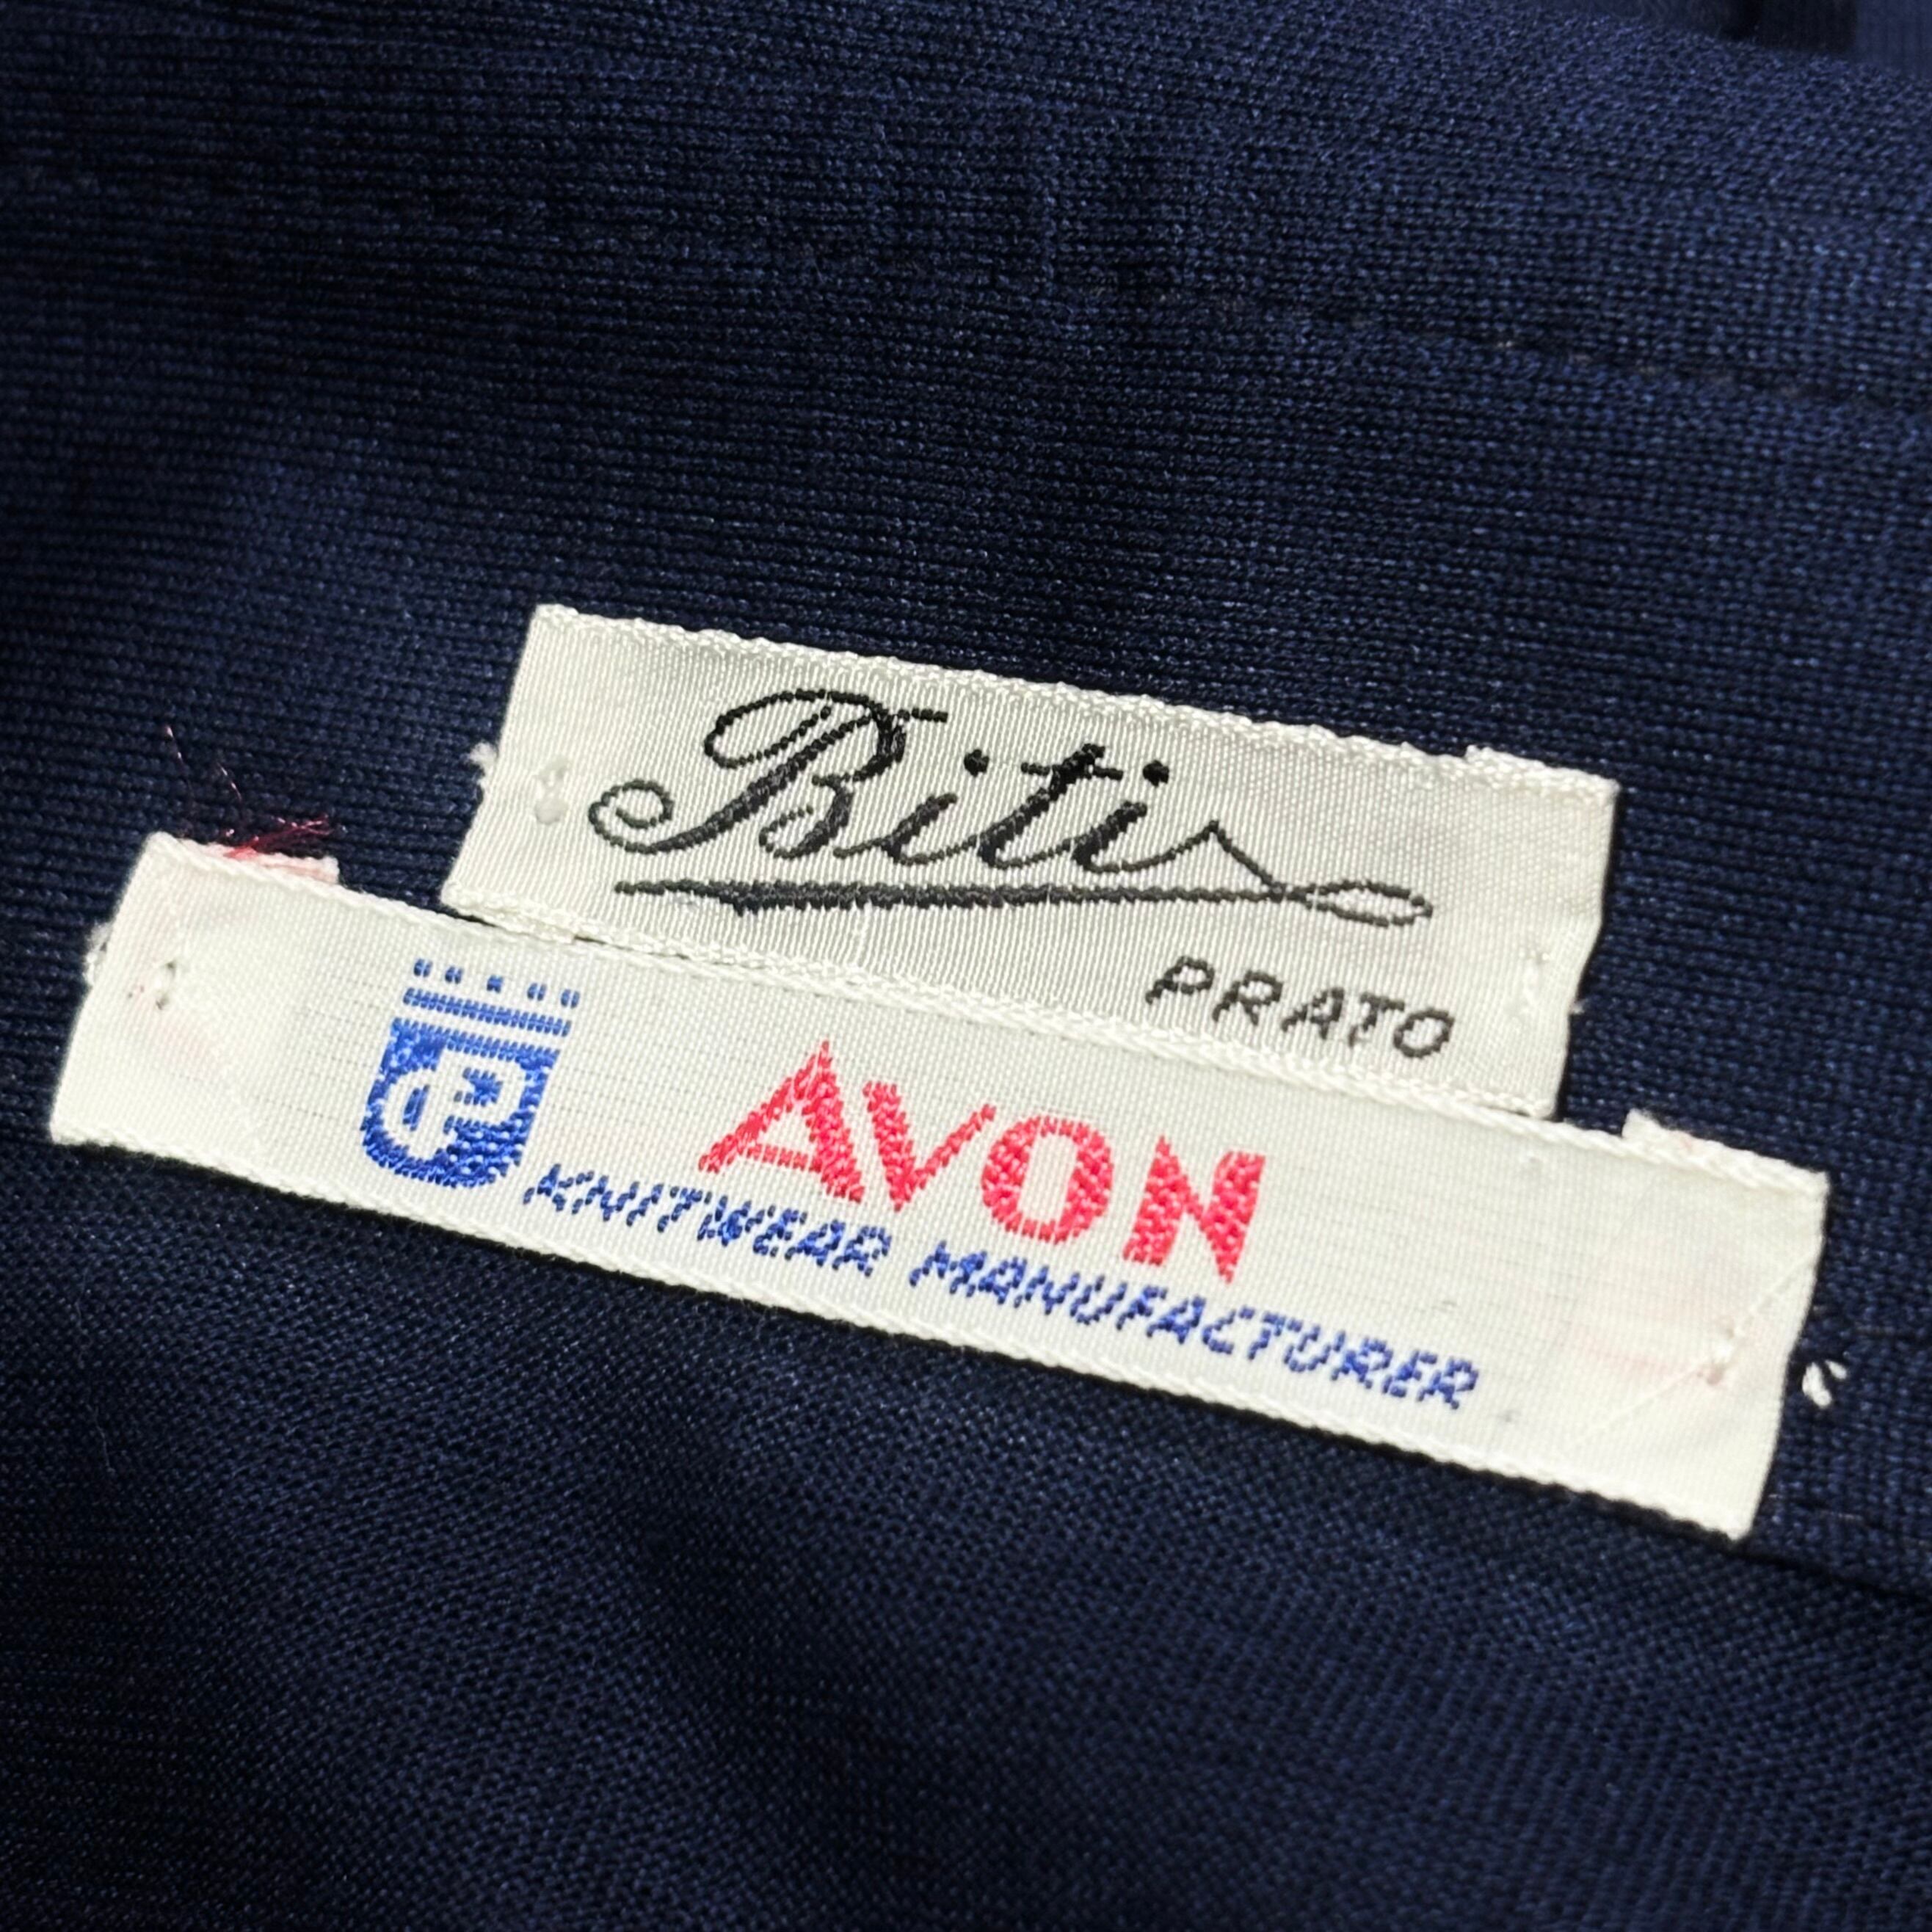 Biti
PRATO
AVON
KNITWEAR MANUFACTURER